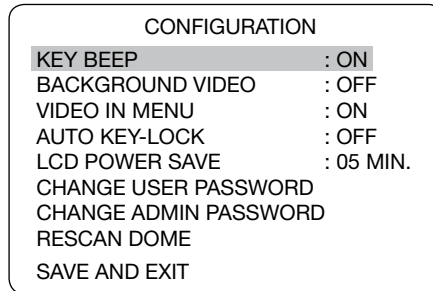 CONFIGURATION
KEY BEEP : ON
BACKGROUND VIDEO : OFF
VIDEO IN MENU : ON
AUTO KEY-LOCK : OFF
LCD POWER SAVE : 05 MIN.
CHANGE USER PASSWORD
CHANGE ADMIN PASSWORD
RESCAN DOME
SAVE AND EXIT